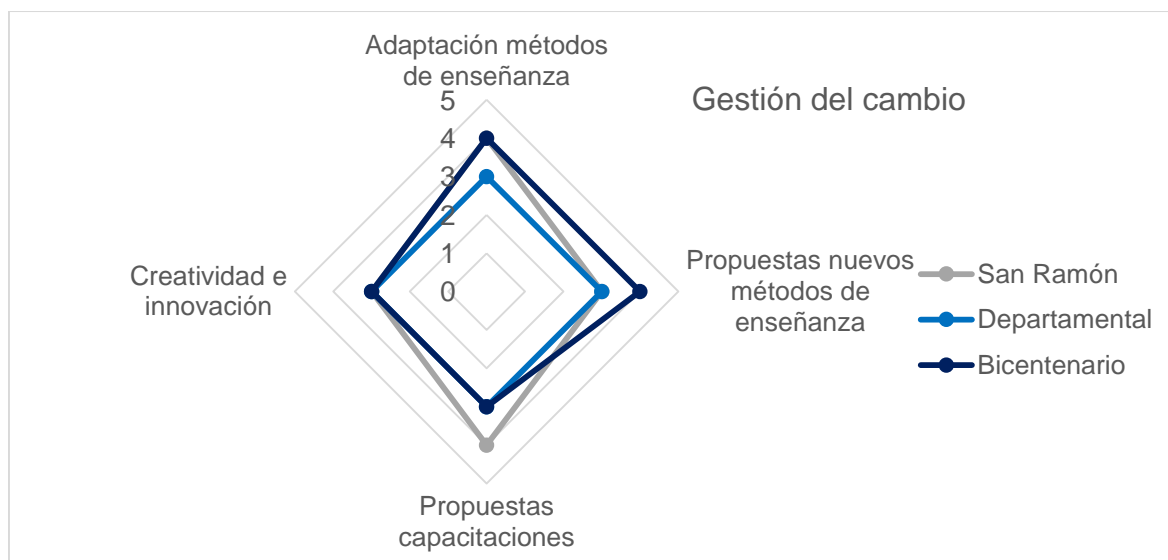 Adaptación métodos
de enseñanza
Gestión del cambio
5
4
3
2
1
0
Creatividad e
innovación
Propuestas nuevos
métodos de
enseñanza
San Ramón
Departamental
Bicentenario
Propuestas
capacitaciones